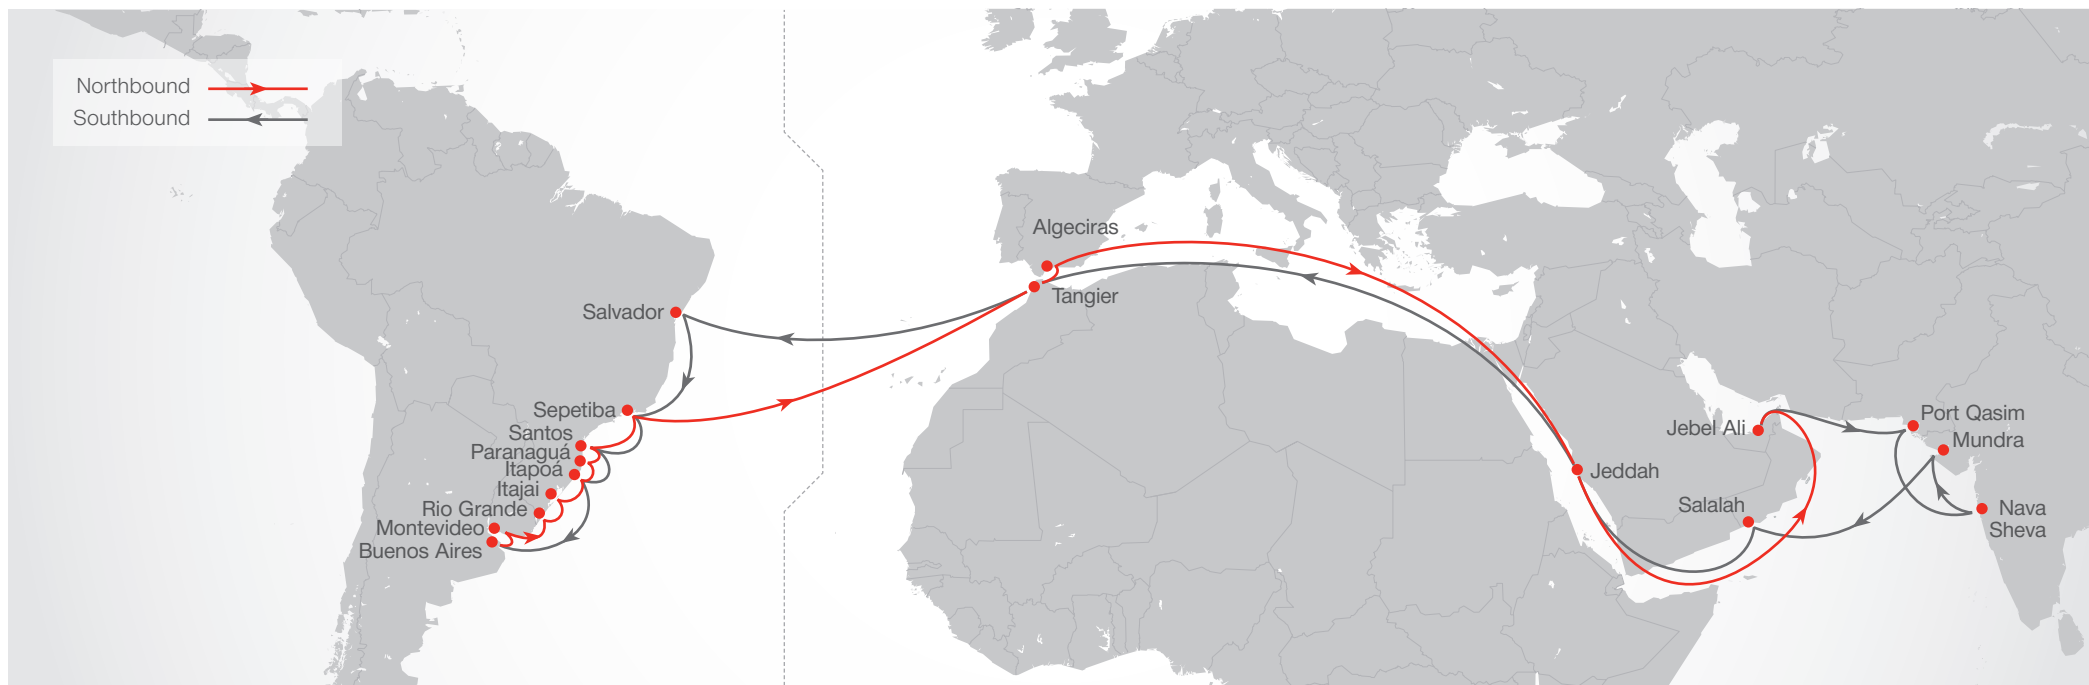 Northbound
Southbound
Algeciras
Tangier
Salvador
Sepetiba
Santos
Paranaguá
Itapoá
Itajai
Rio Grande
Montevideo
Buenos Aires
Port Qasim
Mundra
Jebel Ali
Jeddah
Salalah
Nava
Sheva